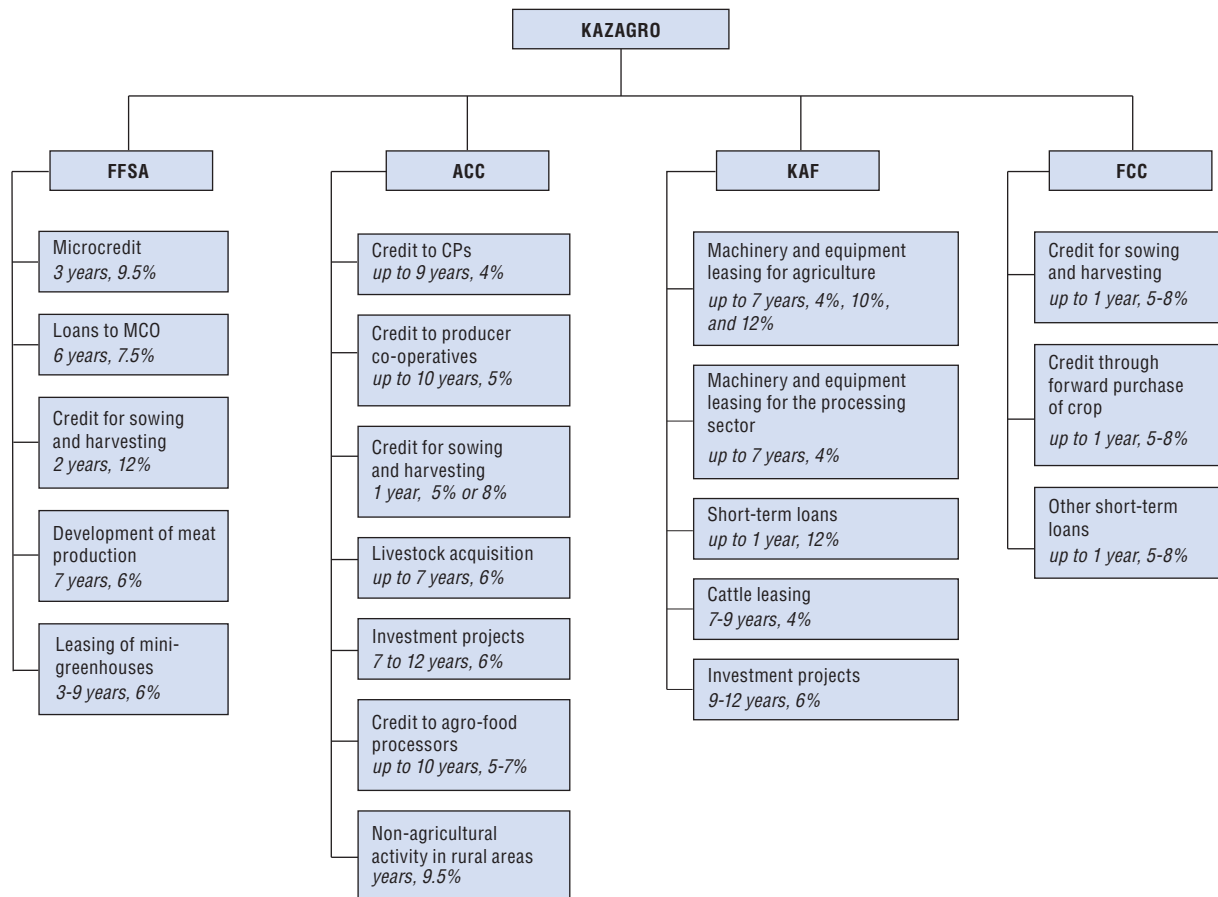 KAZAGRO
FFSA
Microcredit
3 years, 9.5%
Loans to MCO
6 years, 7.5%
Credit for sowing
and harvesting
2 years, 12%
Development of meat
production
7 years, 6%
Leasing of mini-
greenhouses
3-9 years, 6%
ACC
Credit to CPs
up to 9 years, 4%
Credit to producer
co-operatives
up to 10 years, 5%
Credit for sowing
and harvesting
1 year, 5% or 8%
Livestock acquisition
up to 7 years, 6%
Investment projects
7 to 12 years, 6%
Credit to agro-food
processors
up to 10 years, 5-7%
Non-agricultural
activity in rural areas
years, 9.5%
KAF
Machinery and equipment
leasing for agriculture
up to 7 years, 4%, 10%,
and 12%
Machinery and equipment
leasing for the processing
sector
up to 7 years, 4%
Short-term loans
up to 1 year, 12%
Cattle leasing
7-9 years, 4%
Investment projects
9-12 years, 6%
FCC
Credit for sowing
and harvesting
up to 1 year, 5-8%
Credit through
forward purchase
of crop
up to 1 year, 5-8%
Other short-term
loans
up to 1 year, 5-8%